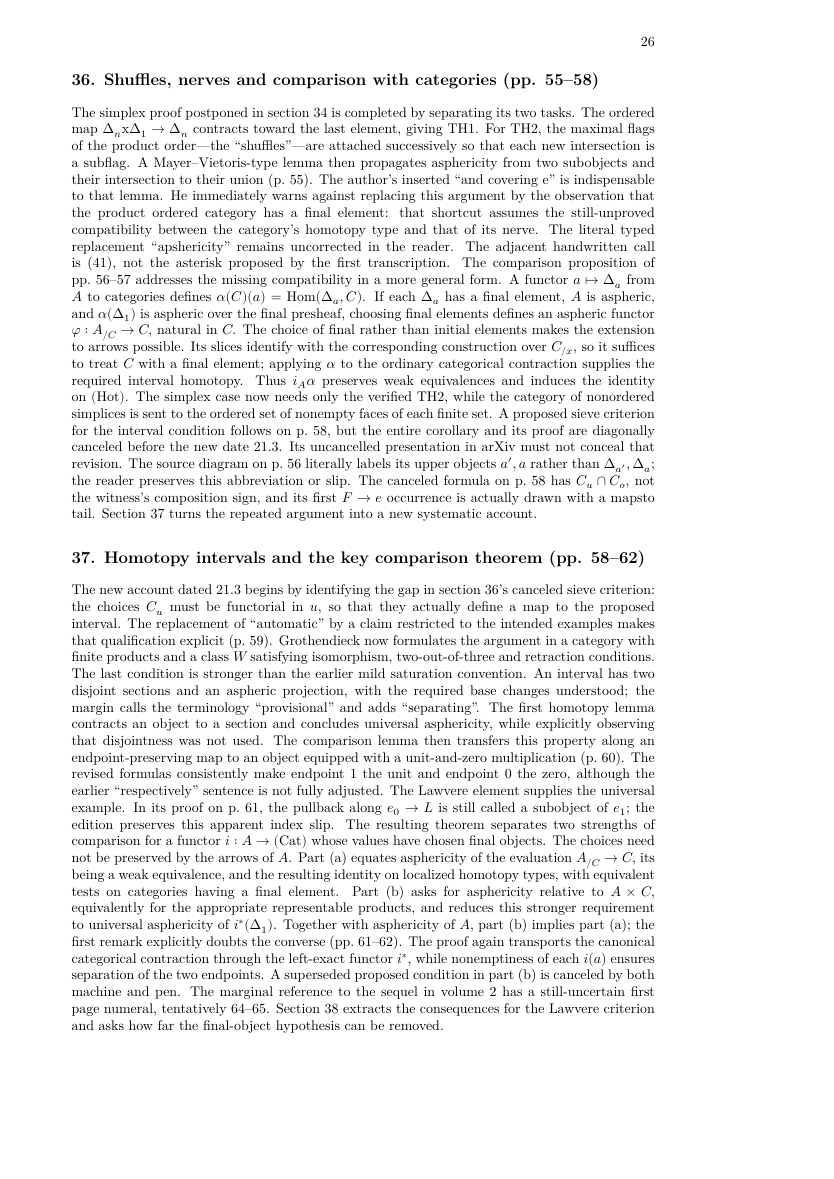 26
36. Shuffles, nerves and comparison with categories (pp. 55–58)
The simplex proof postponed in section 34 is completed by separating its two tasks. The ordered
map ΔₙxΔ₁ → Δₙ contracts toward the last element, giving TH1. For TH2, the maximal flags
of the product order—the “shuffles”—are attached successively so that each new intersection is
a subflag. A Mayer–Vietoris-type lemma then propagates asphericity from two subobjects and
their intersection to their union (p. 55). The author’s inserted “and covering e” is indispensable
to that lemma. He immediately warns against replacing this argument by the observation that
the product ordered category has a final element: that shortcut assumes the still-unproved
compatibility between the category’s homotopy type and that of its nerve. The literal typed
replacement “apshericity” remains uncorrected in the reader. The adjacent handwritten call
is (41), not the asterisk proposed by the first transcription. The comparison proposition of
pp. 56–57 addresses the missing compatibility in a more general form. A functor a ↦ Δₐ from
A to categories defines α(C)(a) = Hom(Δₐ, C). If each Δₐ has a final element, A is aspheric,
and α(Δ₁) is aspheric over the final presheaf, choosing final elements defines an aspheric functor
φ : A_{/C} → C, natural in C. The choice of final rather than initial elements makes the extension
to arrows possible. Its slices identify with the corresponding construction over C_{/x}, so it suffices
to treat C with a final element; applying α to the ordinary categorical contraction supplies the
required interval homotopy. Thus i_Aα preserves weak equivalences and induces the identity
on (Hot). The simplex case now needs only the verified TH2, while the category of nonordered
simplices is sent to the ordered set of nonempty faces of each finite set. A proposed sieve criterion
for the interval condition follows on p. 58, but the entire corollary and its proof are diagonally
canceled before the new date 21.3. Its uncancelled presentation in arXiv must not conceal that
revision. The source diagram on p. 56 literally labels its upper objects a′, a rather than Δ_{a′}, Δₐ;
the reader preserves this abbreviation or slip. The canceled formula on p. 58 has C_u ∩ C_o, not
the witness’s composition sign, and its first F → e occurrence is actually drawn with a mapsto
tail. Section 37 turns the repeated argument into a new systematic account.
37. Homotopy intervals and the key comparison theorem (pp. 58–62)
The new account dated 21.3 begins by identifying the gap in section 36’s canceled sieve criterion:
the choices C_u must be functorial in u, so that they actually define a map to the proposed
interval. The replacement of “automatic” by a claim restricted to the intended examples makes
that qualification explicit (p. 59). Grothendieck now formulates the argument in a category with
finite products and a class W satisfying isomorphism, two-out-of-three and retraction conditions.
The last condition is stronger than the earlier mild saturation convention. An interval has two
disjoint sections and an aspheric projection, with the required base changes understood; the
margin calls the terminology “provisional” and adds “separating”. The first homotopy lemma
contracts an object to a section and concludes universal asphericity, while explicitly observing
that disjointness was not used. The comparison lemma then transfers this property along an
endpoint-preserving map to an object equipped with a unit-and-zero multiplication (p. 60). The
revised formulas consistently make endpoint 1 the unit and endpoint 0 the zero, although the
earlier “respectively” sentence is not fully adjusted. The Lawvere element supplies the universal
example. In its proof on p. 61, the pullback along e₀ → L is still called a subobject of e₁; the
edition preserves this apparent index slip. The resulting theorem separates two strengths of
comparison for a functor i : A → (Cat) whose values have chosen final objects. The choices need
not be preserved by the arrows of A. Part (a) equates asphericity of the evaluation A_{/C} → C, its
being a weak equivalence, and the resulting identity on localized homotopy types, with equivalent
tests on categories having a final element. Part (b) asks for asphericity relative to A × C,
equivalently for the appropriate representable products, and reduces this stronger requirement
to universal asphericity of i*(Δ₁). Together with asphericity of A, part (b) implies part (a); the
first remark explicitly doubts the converse (pp. 61–62). The proof again transports the canonical
categorical contraction through the left-exact functor i*, while nonemptiness of each i(a) ensures
separation of the two endpoints. A superseded proposed condition in part (b) is canceled by both
machine and pen. The marginal reference to the sequel in volume 2 has a still-uncertain first
page numeral, tentatively 64–65. Section 38 extracts the consequences for the Lawvere criterion
and asks how far the final-object hypothesis can be removed.